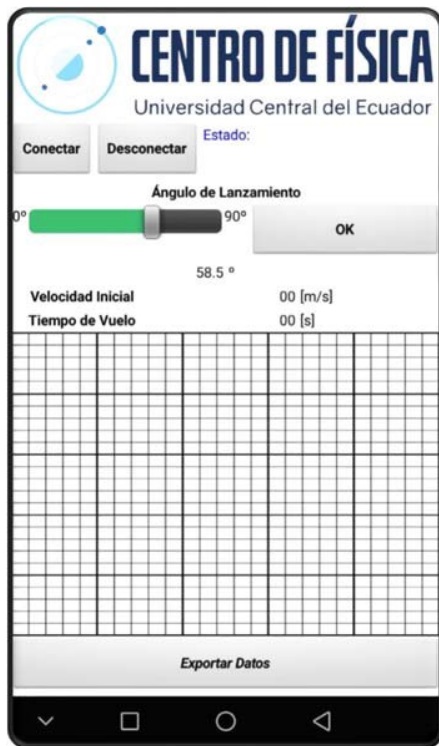 CENTRO DE FÍSICA
Universidad Central del Ecuador
Conectar Desconectar Estado:
Ángulo de Lanzamiento
0° 90° OK
58.5 º
Velocidad Inicial 00 [m/s]
Tiempo de Vuelo 00 [s]
Exportar Datos